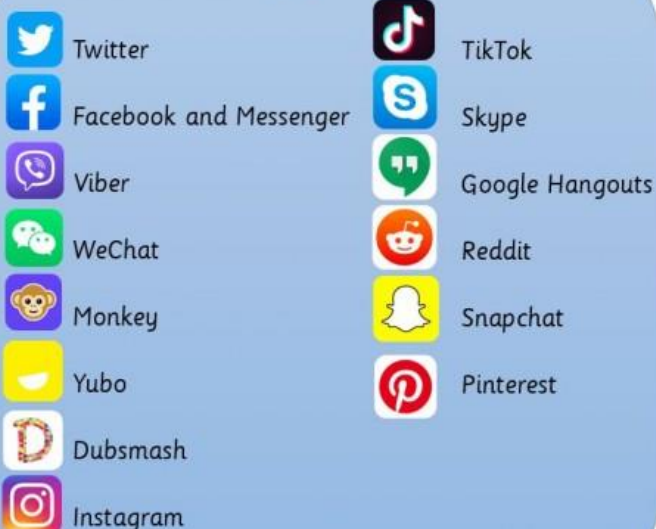 Twitter
Facebook and Messenger
Viber
WeChat
Monkey
Yubo
Dubsmash
Instagram
TikTok
Skype
Google Hangouts
Reddit
Snapchat
Pinterest